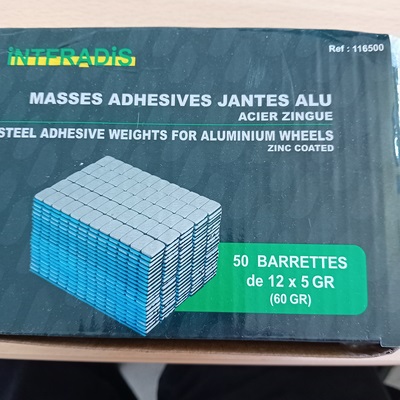 iNTERADiS
Ref : 116500
MASSES ADHESIVES JANTES ALU
ACIER ZINGUE
STEEL ADHESIVE WEIGHTS FOR ALUMINIUM WHEELS
ZINC COATED
50 BARRETTES
de 12 x 5 GR
(60 GR)